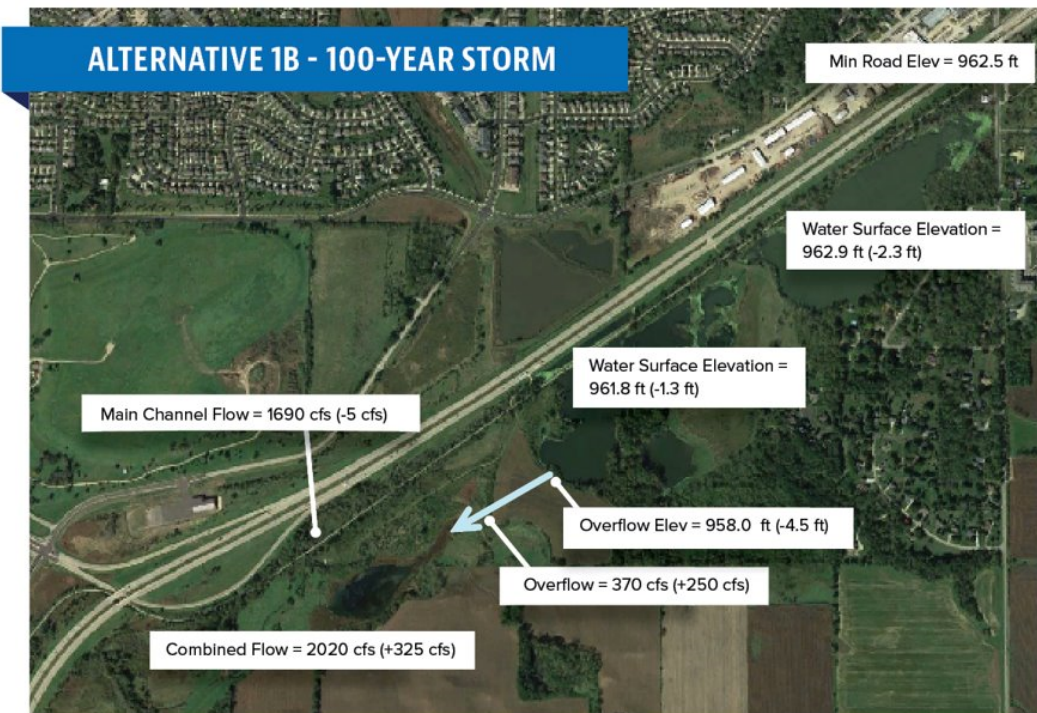 ALTERNATIVE 1B - 100-YEAR STORM
Min Road Elev = 962.5 ft
Water Surface Elevation =
962.9 ft (-2.3 ft)
Water Surface Elevation =
961.8 ft (-1.3 ft)
Main Channel Flow = 1690 cfs (-5 cfs)
Overflow Elev = 958.0 ft (-4.5 ft)
Overflow = 370 cfs (+250 cfs)
Combined Flow = 2020 cfs (+325 cfs)